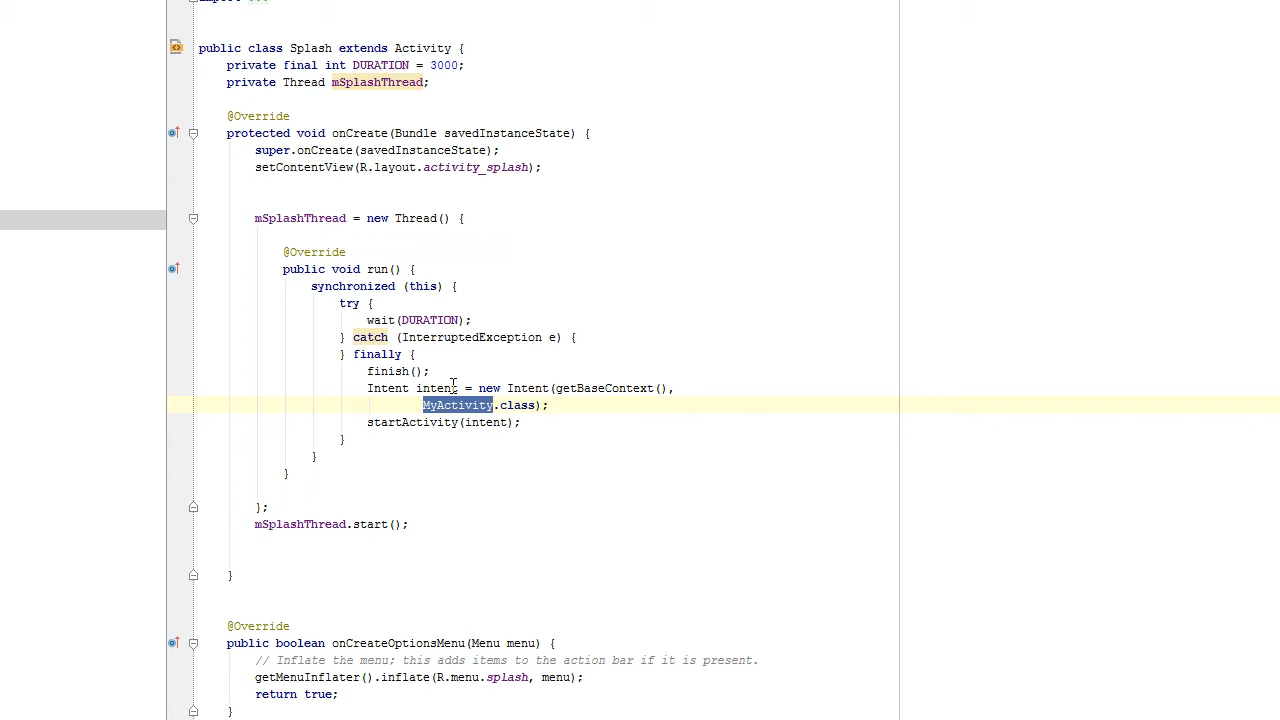 import ...
public class Splash extends Activity {
private final int DURATION = 3000;
private Thread mSplashThread;
@Override
protected void onCreate(Bundle savedInstanceState) {
super.onCreate(savedInstanceState);
setContentView(R.layout.activity_splash);
mSplashThread = new Thread() {
@Override
public void run() {
synchronized (this) {
try {
wait(DURATION);
} catch (InterruptedException e) {
} finally {
finish();
Intent intent = new Intent(getBaseContext(),
MyActivity.class);
startActivity(intent);
}
}
}
};
mSplashThread.start();
}
@Override
public boolean onCreateOptionsMenu(Menu menu) {
// Inflate the menu; this adds items to the action bar if it is present.
getMenuInflater().inflate(R.menu.splash, menu);
return true;
}